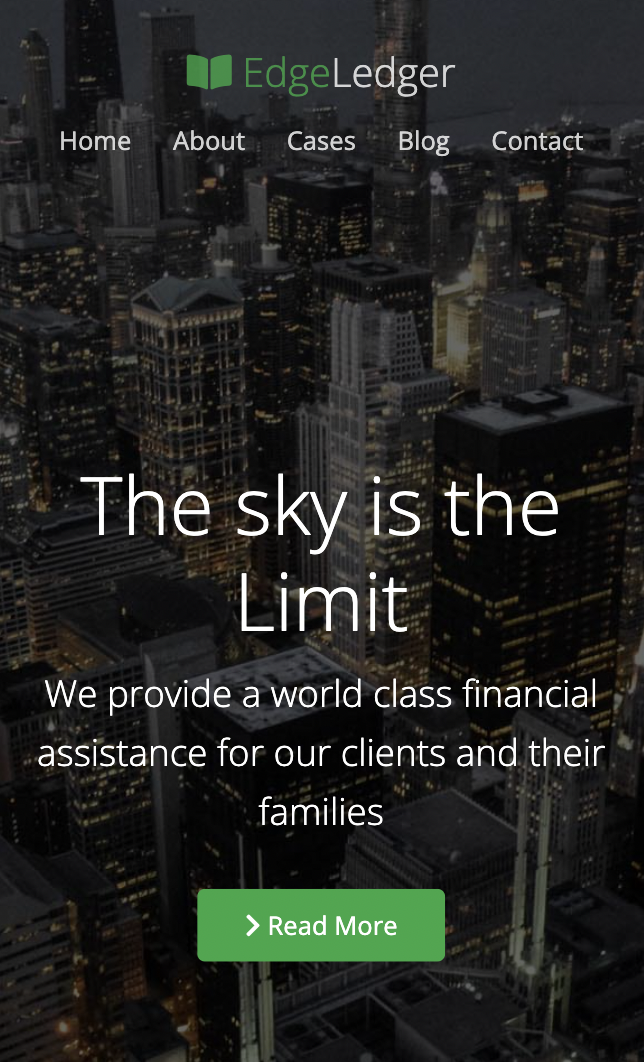 EdgeLedger
Home About Cases Blog Contact
The sky is the
Limit
We provide a world class financial
assistance for our clients and their
families
Read More